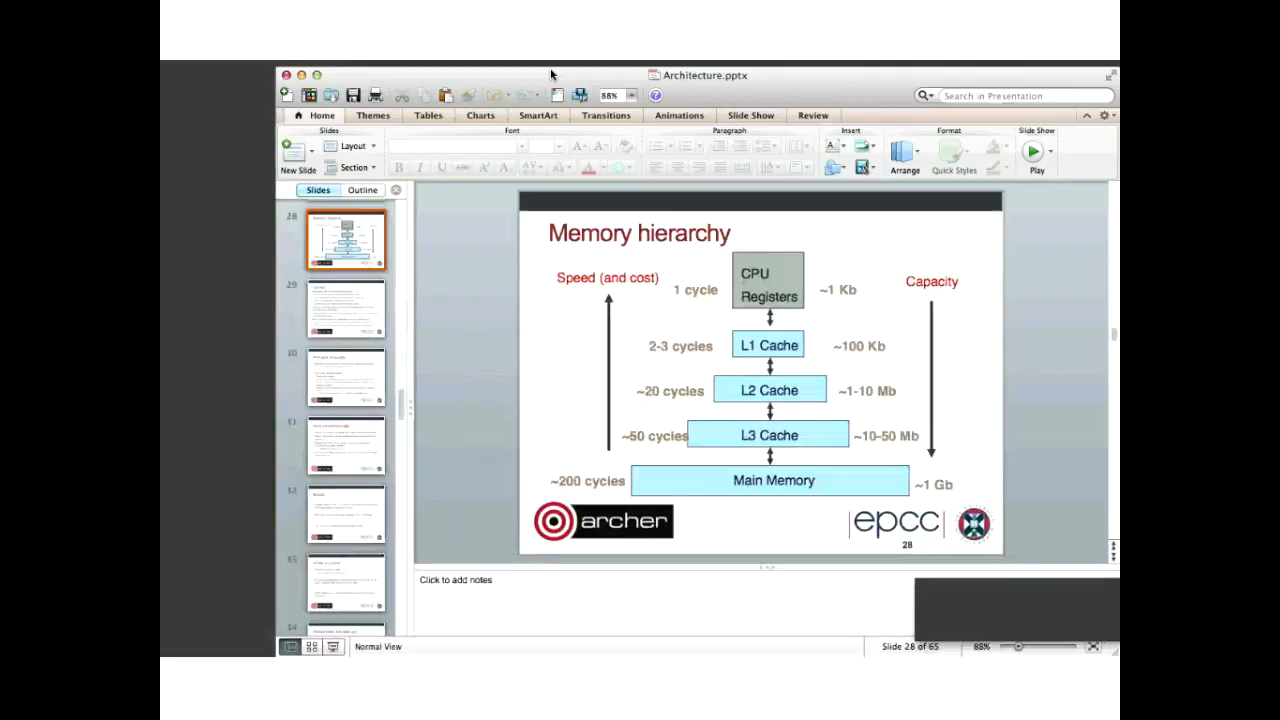 Architecture.pptx
88%
Search in Presentation
Home Themes Tables Charts SmartArt Transitions Animations Slide Show Review
Slides Font Paragraph Insert Format Slide Show
New Slide Layout Section
Arrange Quick Styles Play
Slides Outline
28
29
30
31
32
33
34
Memory hierarchy
Speed (and cost)
Capacity
1 cycle CPU Registers ~1 Kb
2-3 cycles L1 Cache ~100 Kb
~20 cycles L2 Cache ~1-10 Mb
~50 cycles L3 Cache ~10-50 Mb
~200 cycles Main Memory ~1 Gb
archer
epcc
28
Click to add notes
Normal View Slide 28 of 65 88%